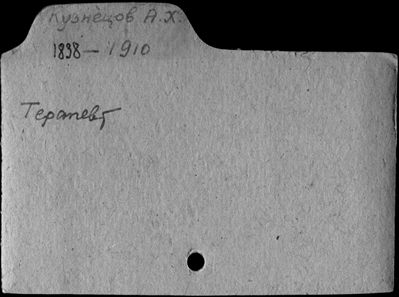 Кузнецов А.Х.
1838 — 1910
Терапевт